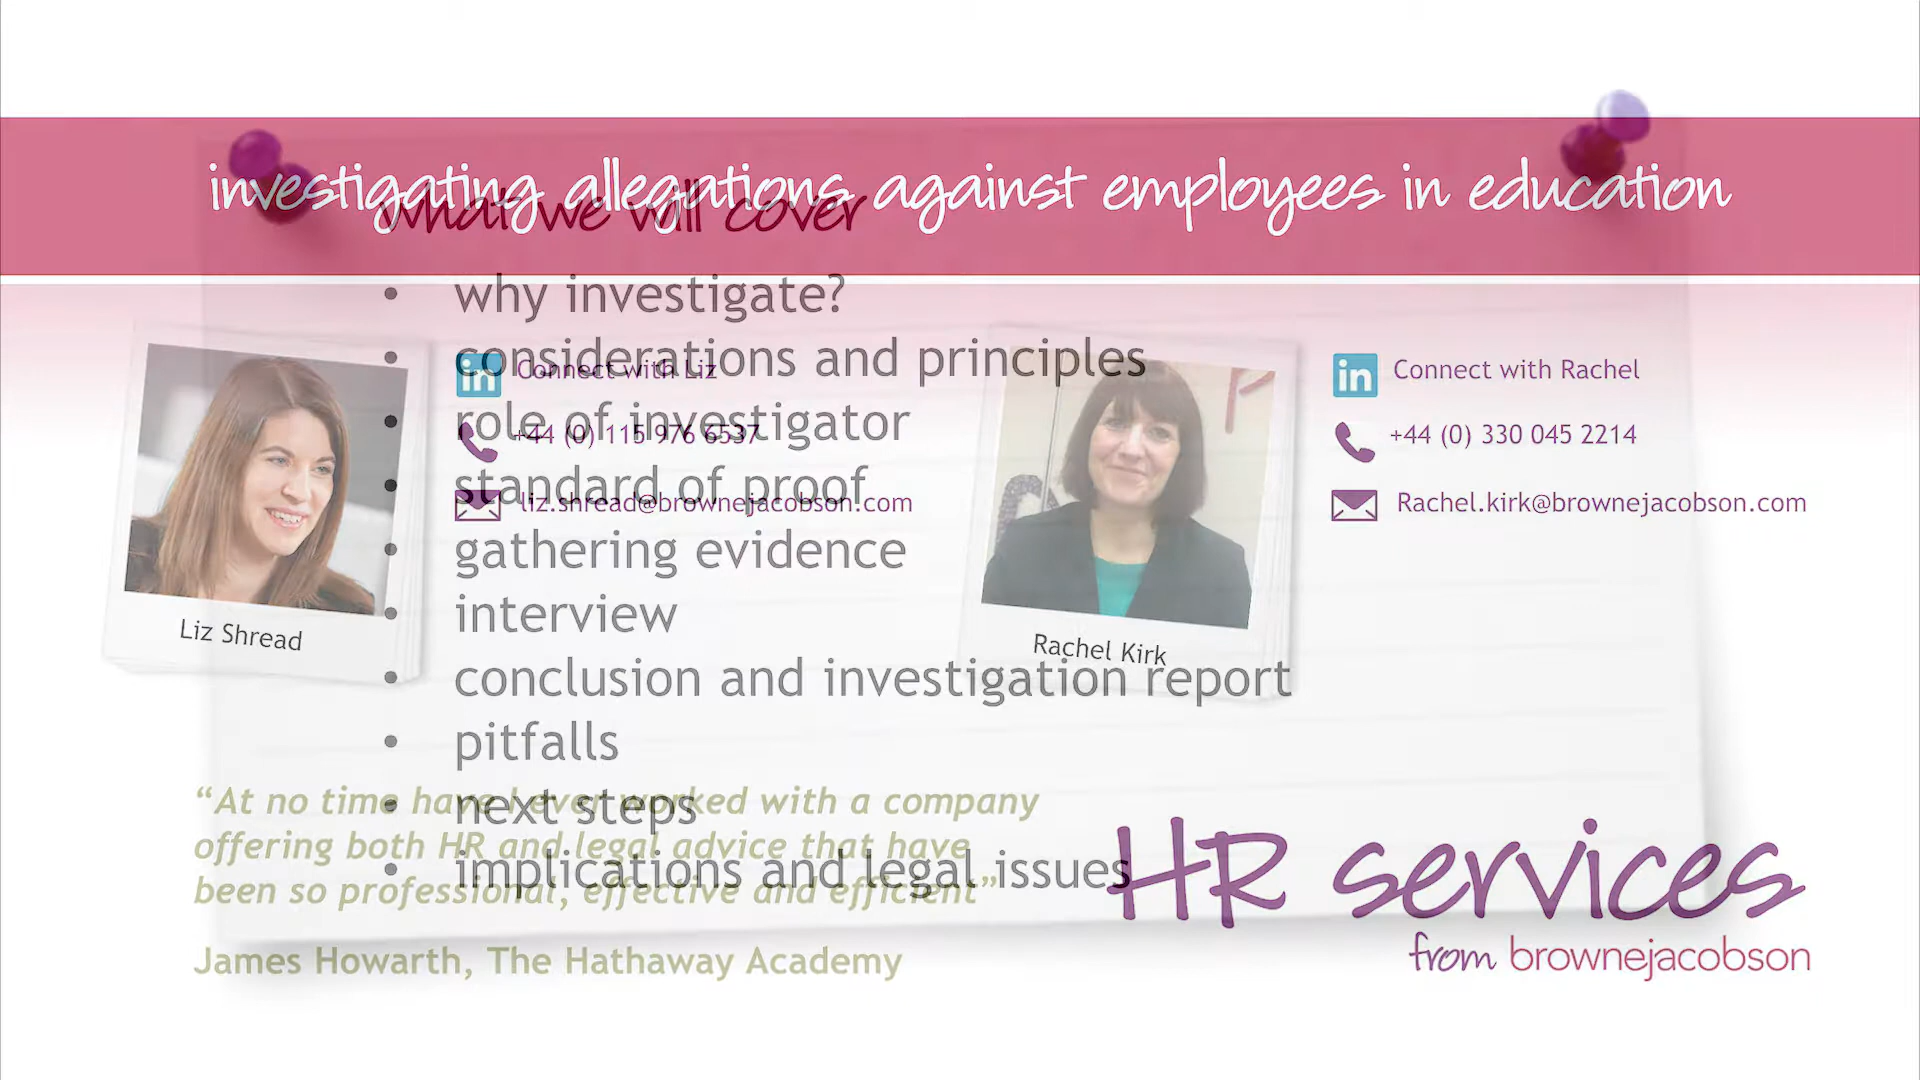 investigating allegations against employees in education
what we will cover
• why investigate?
• considerations and principles
• role of investigator
• standard of proof
• gathering evidence
• interview
• conclusion and investigation report
• pitfalls
• next steps
• implications and legal issues
in Connect with Liz
+44 (0) 115 976 6537
liz.shread@brownejacobson.com
Liz Shread
in Connect with Rachel
+44 (0) 330 045 2214
Rachel.kirk@brownejacobson.com
Rachel Kirk
“At no time have I ever worked with a company
offering both HR and legal advice that have
been so professional, effective and efficient”
James Howarth, The Hathaway Academy
HR services
from brownejacobson